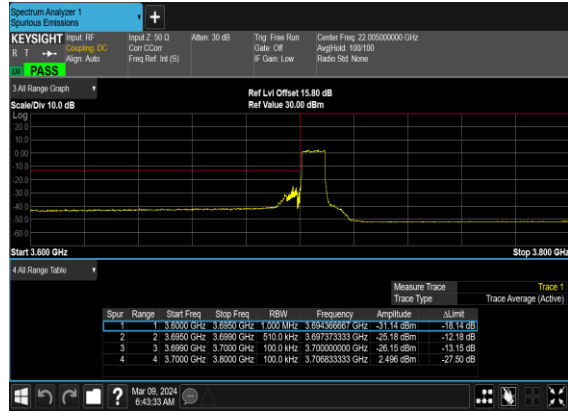 Spectrum Analyzer 1
Spurious Emissions
+
KEYSIGHT Input: RF Input Z: 50 Ω Atten: 30 dB Trig: Free Run Center Freq: 22.005000000 GHz
R T Coupling: DC Corr CCorr Gate: Off Avg|Hold: 100/100
Align: Auto Freq Ref: Int (S) IF Gain: Low Radio Std: None
PASS
3 All Range Graph
Ref Lvl Offset 15.80 dB
Scale/Div 10.0 dB Ref Value 30.00 dBm
Log
20.0
10.0
0.00
-10.0
-20.0
-30.0
-40.0
-50.0
-60.0
Start 3.600 GHz Stop 3.800 GHz
4 All Range Table
Measure Trace Trace 1
Trace Type Trace Average (Active)
Spur Range Start Freq Stop Freq RBW Frequency Amplitude ΔLimit
1 1 3.6000 GHz 3.6950 GHz 1.000 MHz 3.694366667 GHz -31.14 dBm -18.14 dB
2 2 3.6950 GHz 3.6990 GHz 510.0 kHz 3.697373333 GHz -25.18 dBm -12.18 dB
3 3 3.6990 GHz 3.7000 GHz 100.0 kHz 3.700000000 GHz -26.15 dBm -13.15 dB
4 4 3.7000 GHz 3.8000 GHz 100.0 kHz 3.706833333 GHz 2.496 dBm -27.50 dB
? Mar 09, 2024
6:43:33 AM